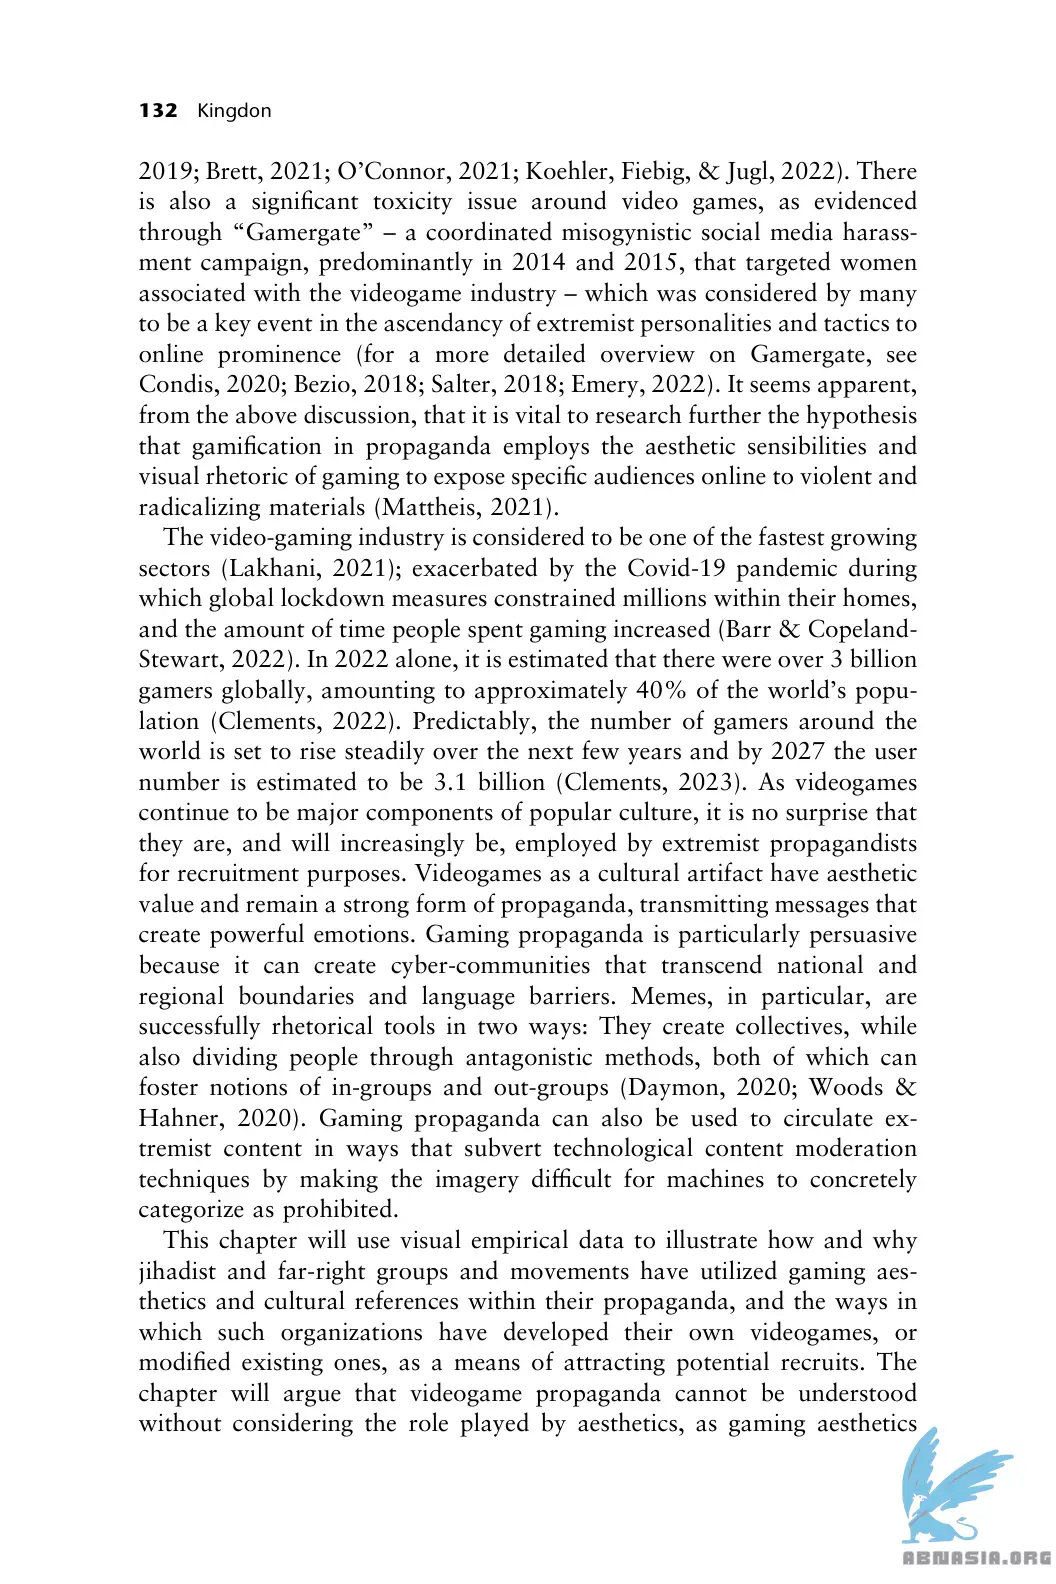 132 Kingdon
2019; Brett, 2021; O’Connor, 2021; Koehler, Fiebig, & Jugl, 2022). There
is also a significant toxicity issue around video games, as evidenced
through “Gamergate” – a coordinated misogynistic social media harass-
ment campaign, predominantly in 2014 and 2015, that targeted women
associated with the videogame industry – which was considered by many
to be a key event in the ascendancy of extremist personalities and tactics to
online prominence (for a more detailed overview on Gamergate, see
Condis, 2020; Bezio, 2018; Salter, 2018; Emery, 2022). It seems apparent,
from the above discussion, that it is vital to research further the hypothesis
that gamification in propaganda employs the aesthetic sensibilities and
visual rhetoric of gaming to expose specific audiences online to violent and
radicalizing materials (Mattheis, 2021).
The video-gaming industry is considered to be one of the fastest growing
sectors (Lakhani, 2021); exacerbated by the Covid-19 pandemic during
which global lockdown measures constrained millions within their homes,
and the amount of time people spent gaming increased (Barr & Copeland-
Stewart, 2022). In 2022 alone, it is estimated that there were over 3 billion
gamers globally, amounting to approximately 40% of the world’s popu-
lation (Clements, 2022). Predictably, the number of gamers around the
world is set to rise steadily over the next few years and by 2027 the user
number is estimated to be 3.1 billion (Clements, 2023). As videogames
continue to be major components of popular culture, it is no surprise that
they are, and will increasingly be, employed by extremist propagandists
for recruitment purposes. Videogames as a cultural artifact have aesthetic
value and remain a strong form of propaganda, transmitting messages that
create powerful emotions. Gaming propaganda is particularly persuasive
because it can create cyber-communities that transcend national and
regional boundaries and language barriers. Memes, in particular, are
successfully rhetorical tools in two ways: They create collectives, while
also dividing people through antagonistic methods, both of which can
foster notions of in-groups and out-groups (Daymon, 2020; Woods &
Hahner, 2020). Gaming propaganda can also be used to circulate ex-
tremist content in ways that subvert technological content moderation
techniques by making the imagery difficult for machines to concretely
categorize as prohibited.
This chapter will use visual empirical data to illustrate how and why
jihadist and far-right groups and movements have utilized gaming aes-
thetics and cultural references within their propaganda, and the ways in
which such organizations have developed their own videogames, or
modified existing ones, as a means of attracting potential recruits. The
chapter will argue that videogame propaganda cannot be understood
without considering the role played by aesthetics, as gaming aesthetics
ABNASIA.ORG